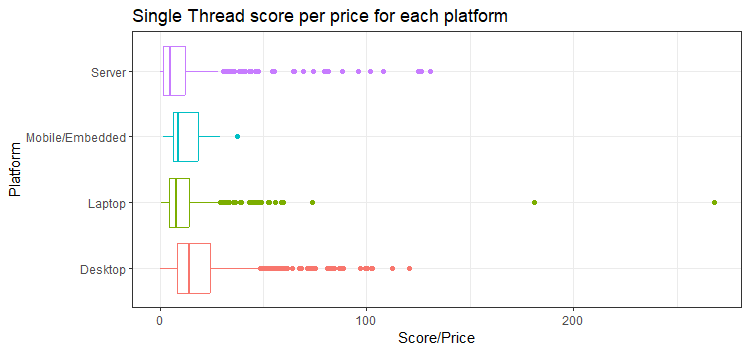 Single Thread score per price for each platform
Platform
Server
Mobile/Embedded
Laptop
Desktop
0
100
200
Score/Price